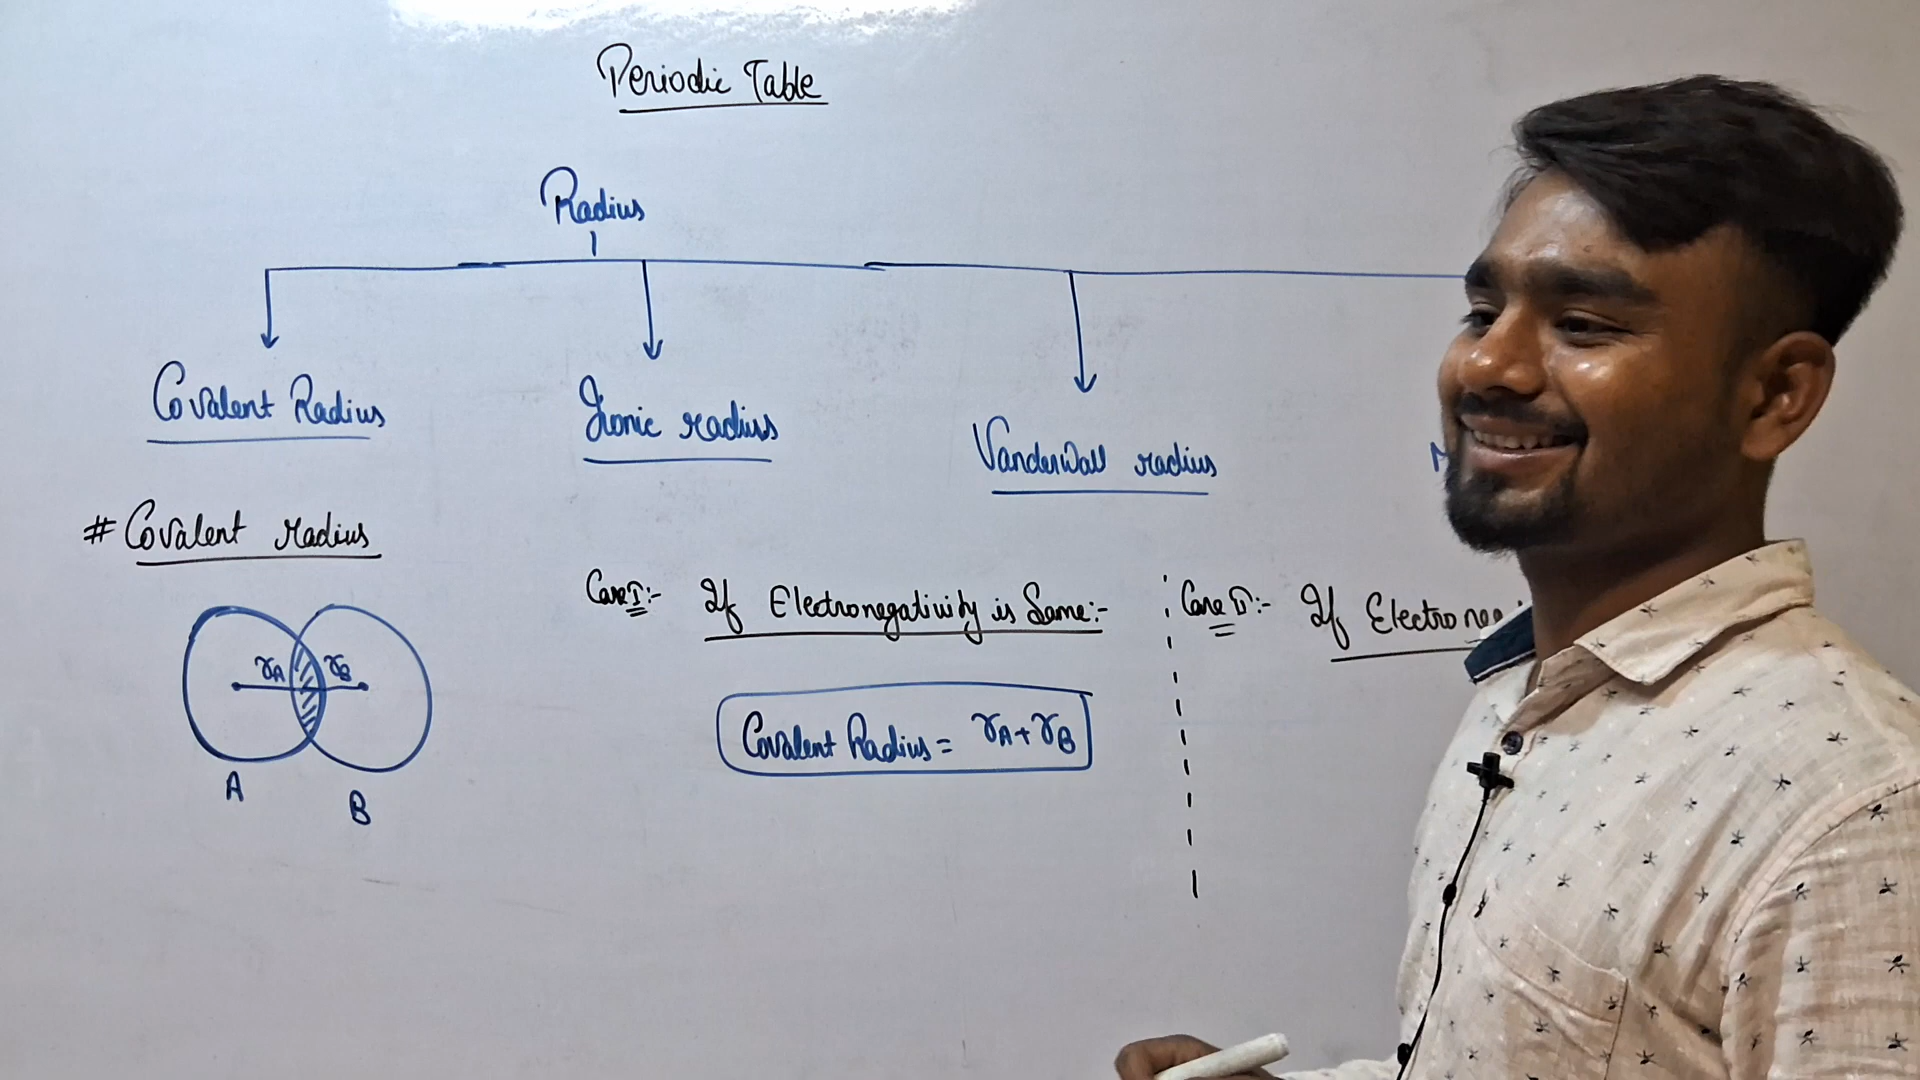 Periodic Table
Radius
Covalent Radius
Ionic radius
Vanderwall radius
# Covalent radius
Case I:- If Electronegativity is Same:-
Case II:- If Electroneg
rA rB
Covalent Radius = rA + rB
A
B